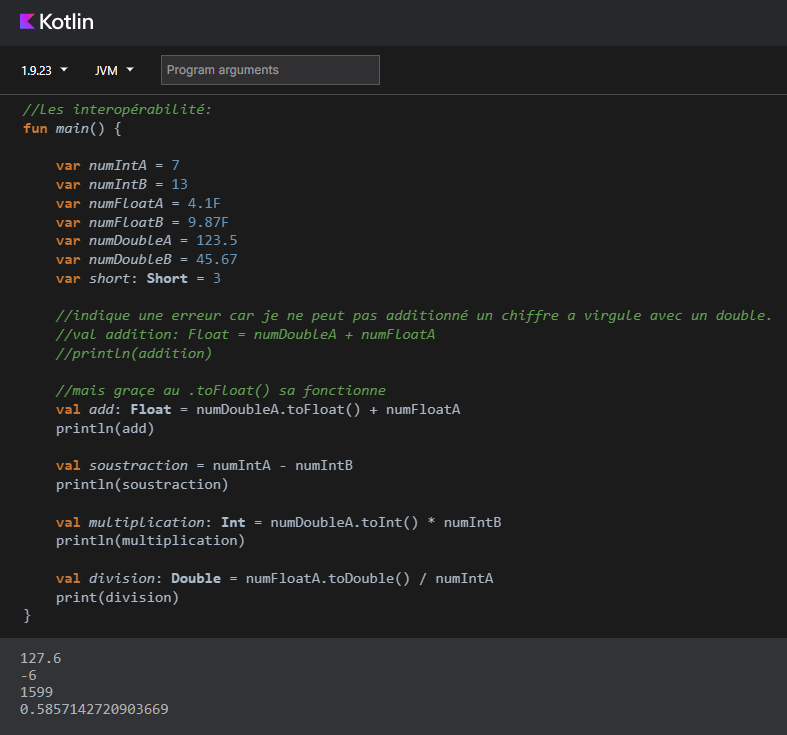 Kotlin
1.9.23 JVM Program arguments
//Les interopérabilité:
fun main() {
var numIntA = 7
var numIntB = 13
var numFloatA = 4.1F
var numFloatB = 9.87F
var numDoubleA = 123.5
var numDoubleB = 45.67
var short: Short = 3
//indique une erreur car je ne peut pas additionné un chiffre a virgule avec un double.
//val addition: Float = numDoubleA + numFloatA
//println(addition)
//mais graçe au .toFloat() sa fonctionne
val add: Float = numDoubleA.toFloat() + numFloatA
println(add)
val soustraction = numIntA - numIntB
println(soustraction)
val multiplication: Int = numDoubleA.toInt() * numIntB
println(multiplication)
val division: Double = numFloatA.toDouble() / numIntA
print(division)
}
127.6
-6
1599
0.5857142720903669